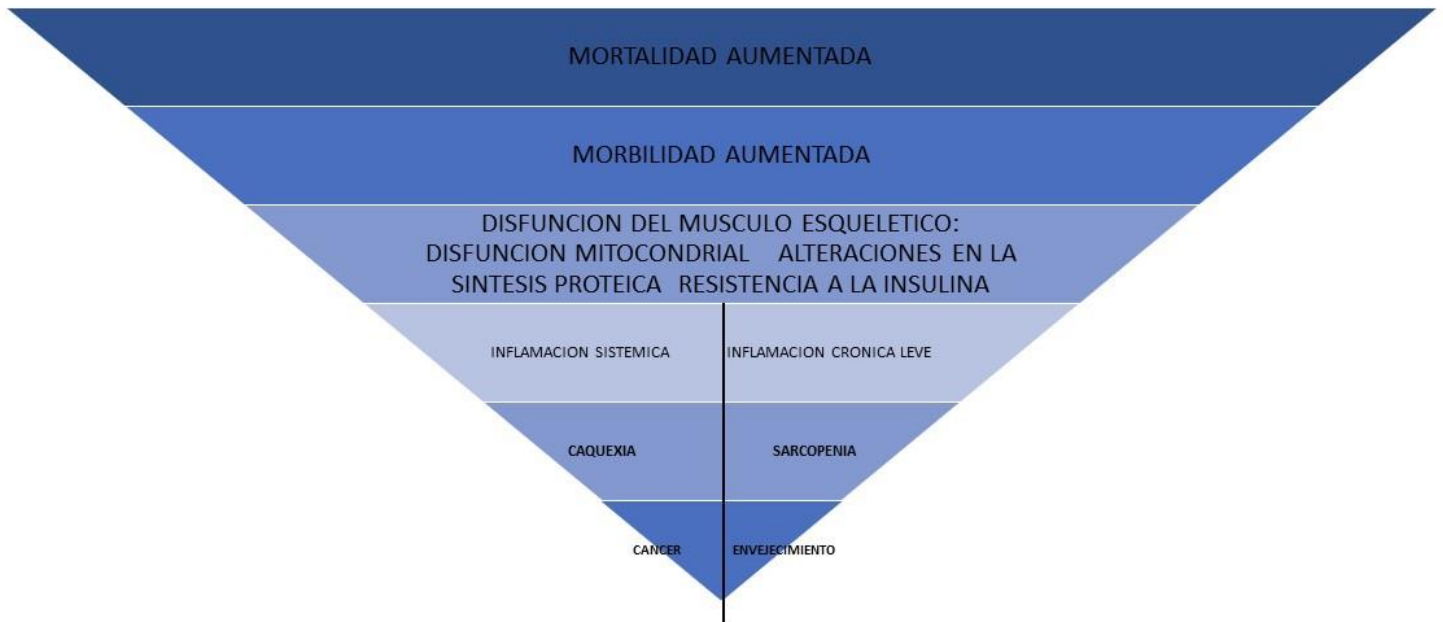 MORTALIDAD AUMENTADA
MORBILIDAD AUMENTADA
DISFUNCION DEL MUSCULO ESQUELETICO:
DISFUNCION MITOCONDRIAL ALTERACIONES EN LA
SINTESIS PROTEICA RESISTENCIA A LA INSULINA
INFLAMACION SISTEMICA INFLAMACION CRONICA LEVE
CAQUEXIA SARCOPENIA
CANCER ENVEJECIMIENTO